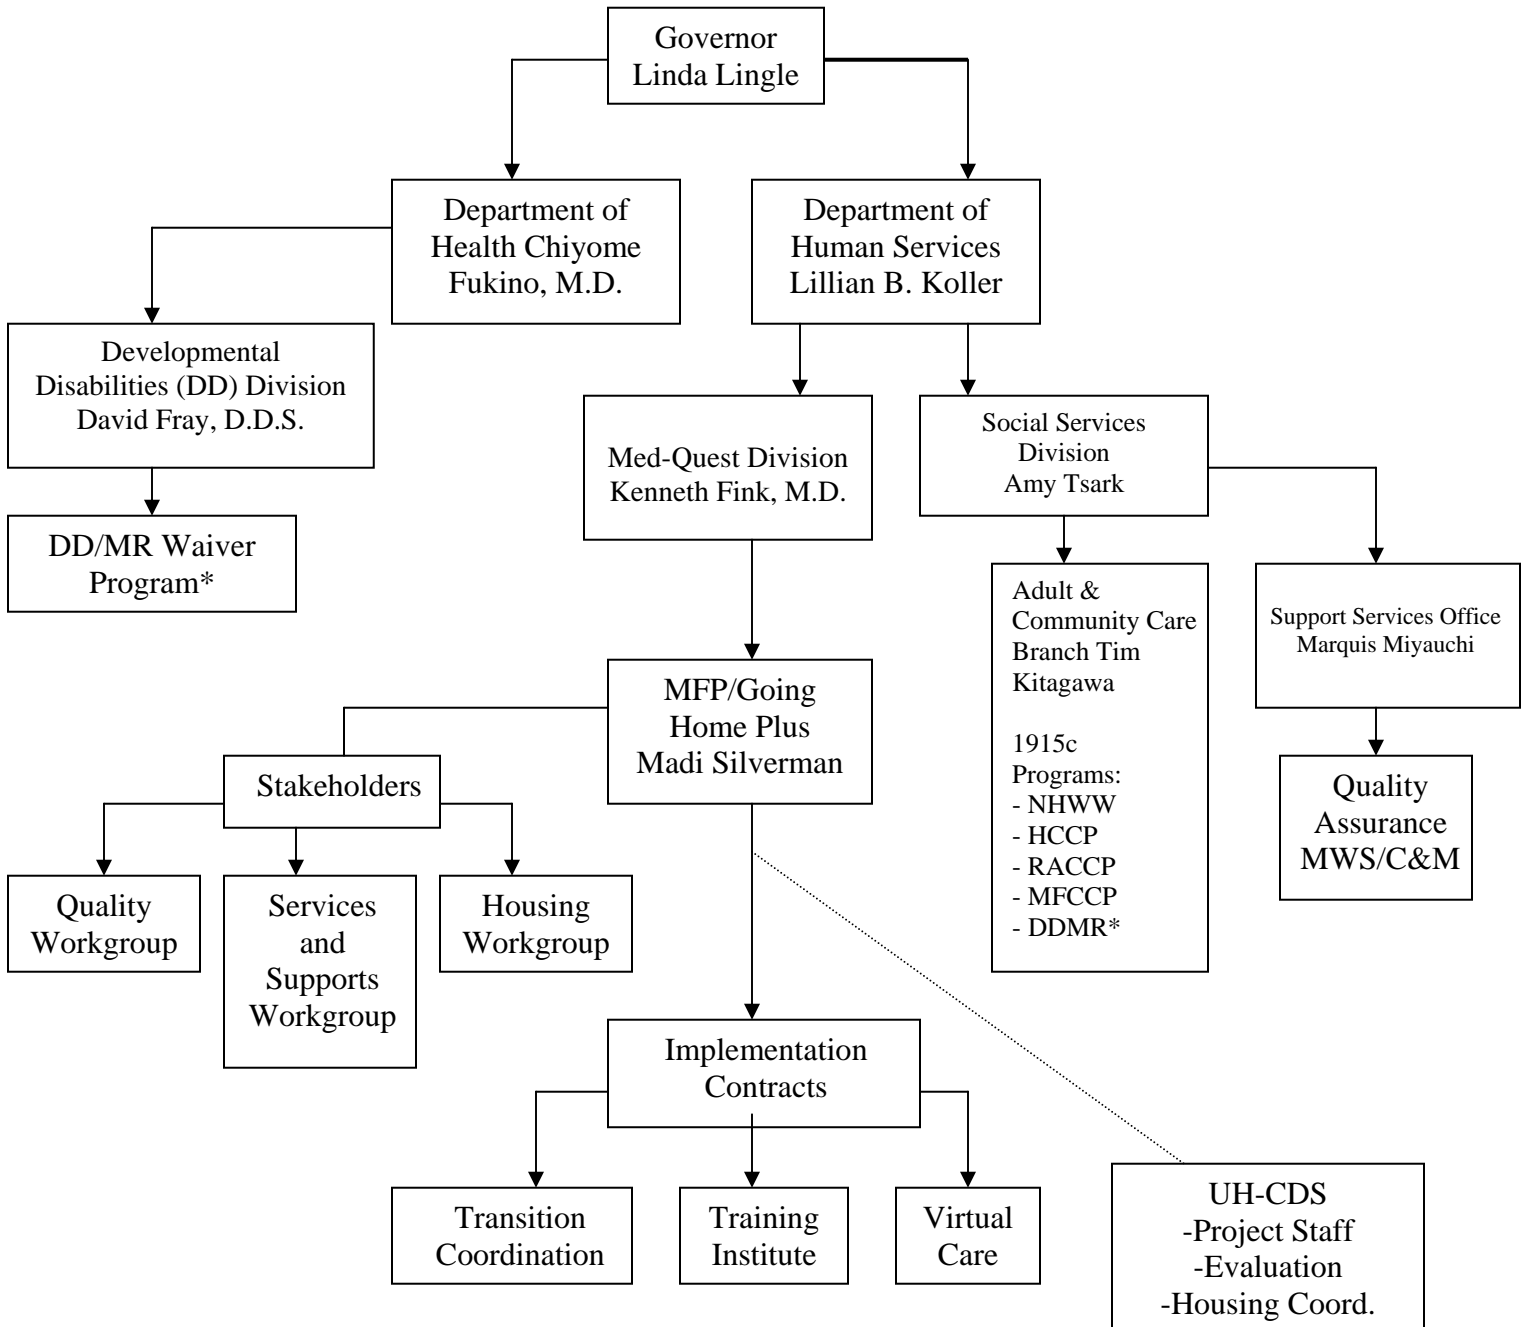 Governor
Linda Lingle
Department of
Health Chiyome
Fukino, M.D.
Department of
Human Services
Lillian B. Koller
Developmental
Disabilities (DD) Division
David Fray, D.D.S.
Med-Quest Division
Kenneth Fink, M.D.
Social Services
Division
Amy Tsark
DD/MR Waiver
Program*
Adult &
Community Care
Branch Tim
Kitagawa
1915c
Programs:
- NHWW
- HCCP
- RACCP
- MFCCP
- DDMR*
Support Services Office
Marquis Miyauchi
MFP/Going
Home Plus
Madi Silverman
Stakeholders
Quality
Assurance
MWS/C&M
Quality
Workgroup
Services
and
Supports
Workgroup
Housing
Workgroup
Implementation
Contracts
Transition
Coordination
Training
Institute
Virtual
Care
UH-CDS
-Project Staff
-Evaluation
-Housing Coord.